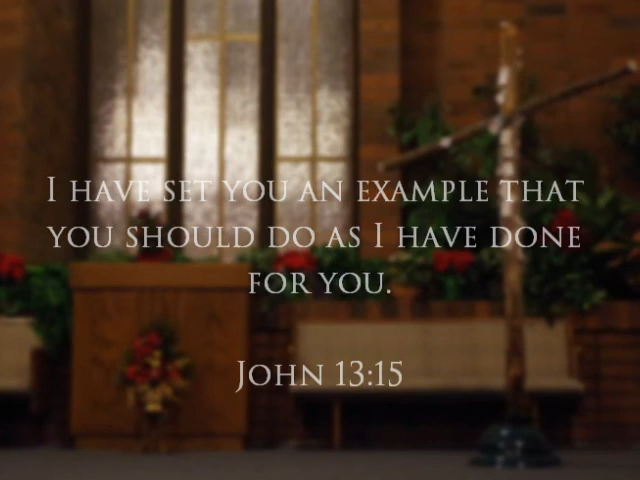 I have set you an example that
you should do as I have done
for you.
John 13:15